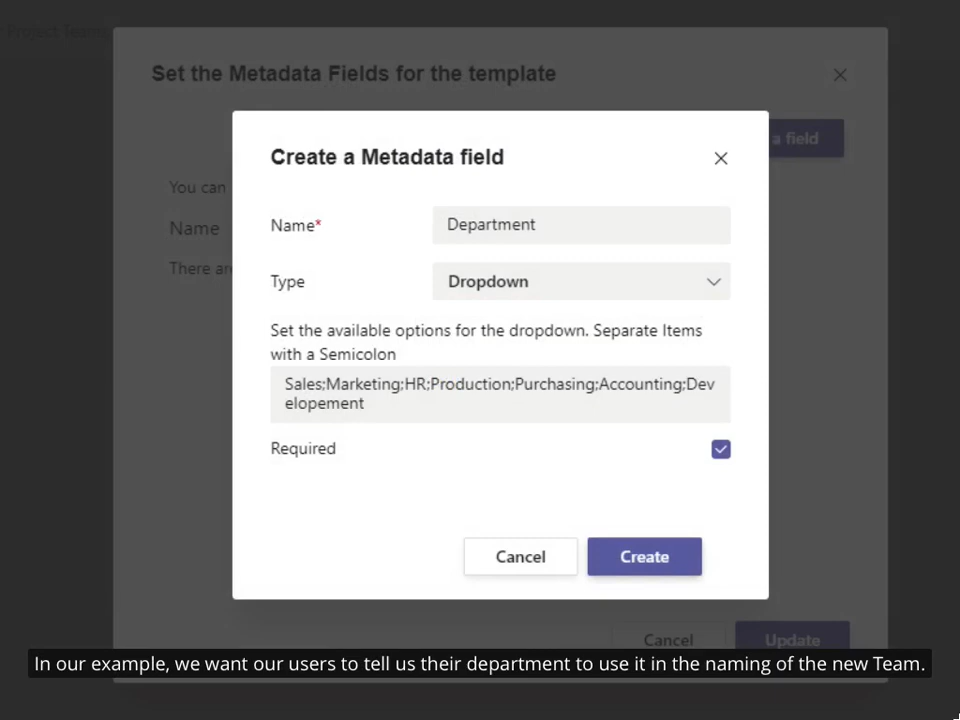 Project Teams
Set the Metadata Fields for the template
a field
Create a Metadata field
You can
Name* Department
Name
There are
Type Dropdown
Set the available options for the dropdown. Separate Items
with a Semicolon
Sales;Marketing;HR;Production;Purchasing;Accounting;Dev
elopement
Required
Cancel Create
Cancel Update
In our example, we want our users to tell us their department to use it in the naming of the new Team.